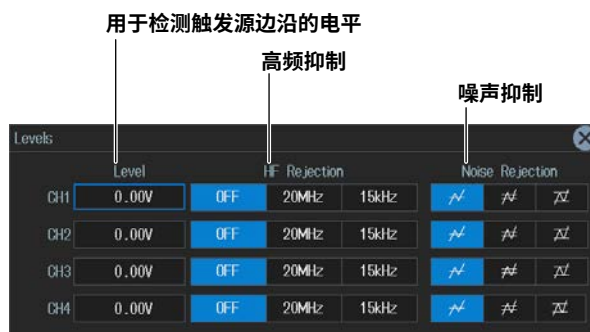 用于检测触发源边沿的电平
高频抑制
噪声抑制
Levels
Level HF Rejection Noise Rejection
CH1 0.00V OFF 20MHz 15kHz
CH2 0.00V OFF 20MHz 15kHz
CH3 0.00V OFF 20MHz 15kHz
CH4 0.00V OFF 20MHz 15kHz